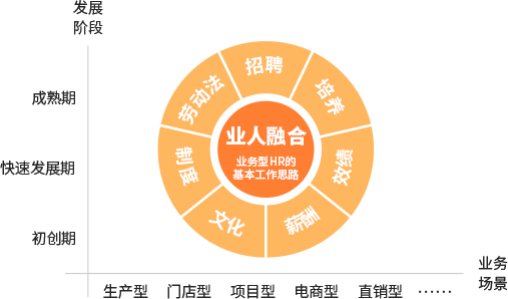 发展
阶段
成熟期
快速发展期
初创期
招聘
培养
绩效
薪酬
文化
制度
劳动法
业人融合
业务型HR的
基本工作思路
生产型 门店型 项目型 电商型 直销型 ……
业务
场景